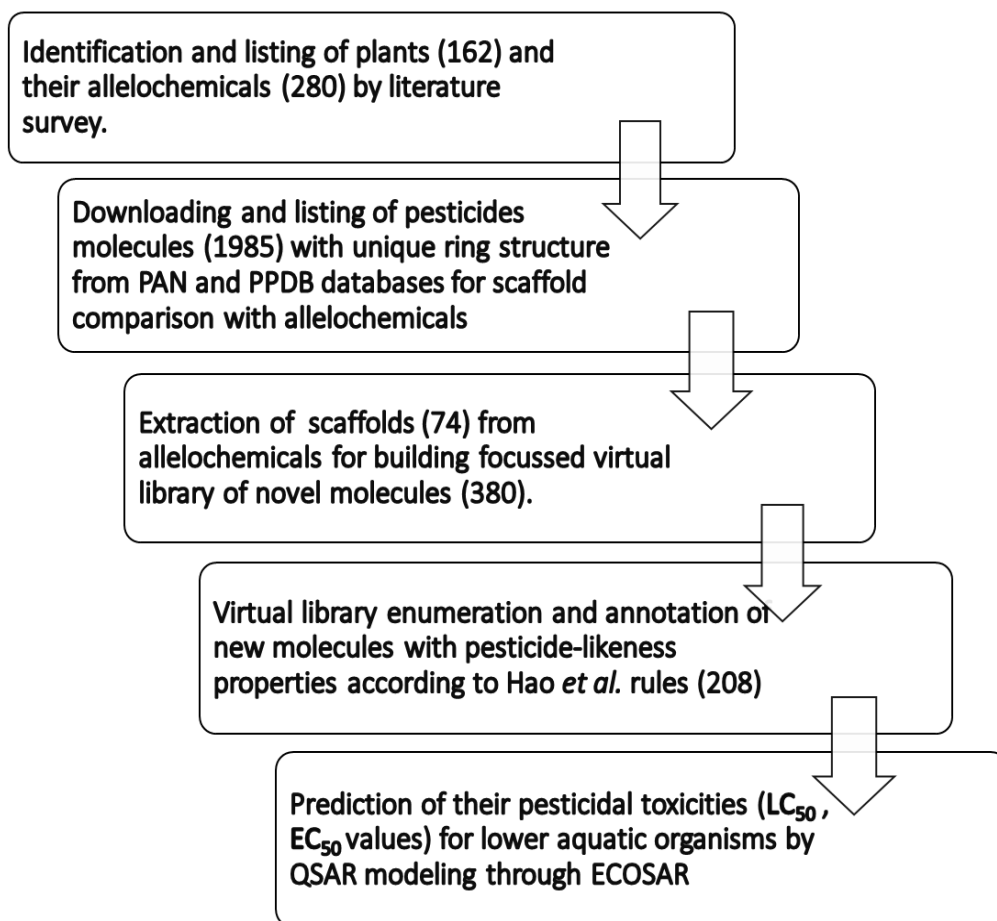 Identification and listing of plants (162) and
their allelochemicals (280) by literature
survey.
Downloading and listing of pesticides
molecules (1985) with unique ring structure
from PAN and PPDB databases for scaffold
comparison with allelochemicals
Extraction of scaffolds (74) from
allelochemicals for building focussed virtual
library of novel molecules (380).
Virtual library enumeration and annotation of
new molecules with pesticide-likeness
properties according to Hao et al. rules (208)
Prediction of their pesticidal toxicities (LC50 ,
EC50 values) for lower aquatic organisms by
QSAR modeling through ECOSAR